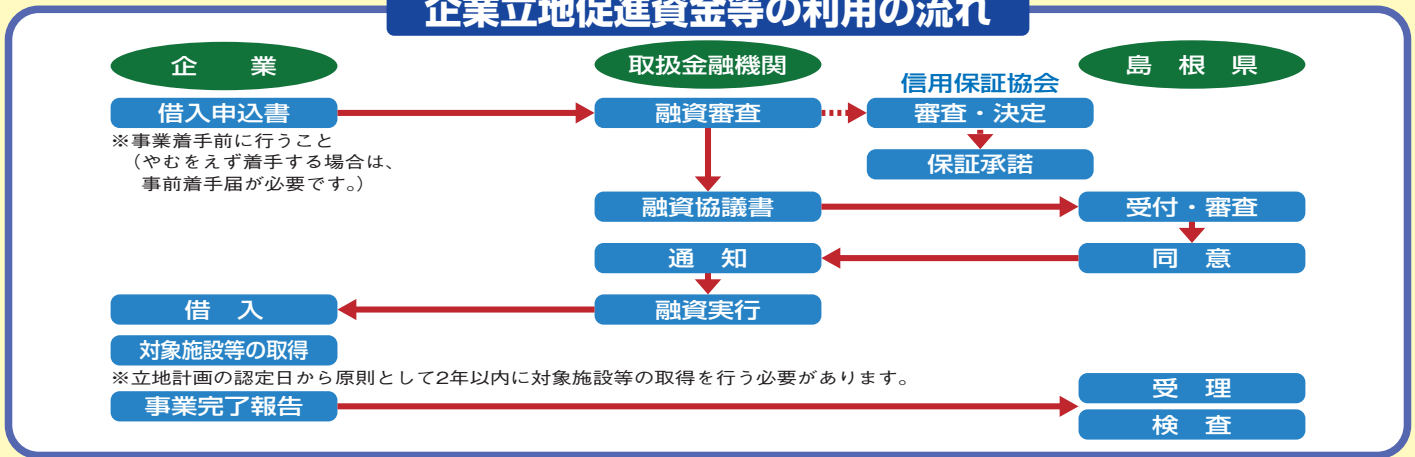 企業立地促進資金等の利用の流れ
企　業
取扱金融機関
島　根　県
信用保証協会
借入申込書
融資審査
審査・決定
※事業着手前に行うこと
（やむをえず着手する場合は、
事前着手届が必要です。）
保証承諾
融資協議書
受付・審査
通　知
同　意
借　入
融資実行
対象施設等の取得
※立地計画の認定日から原則として2年以内に対象施設等の取得を行う必要があります。
事業完了報告
受　理
検　査